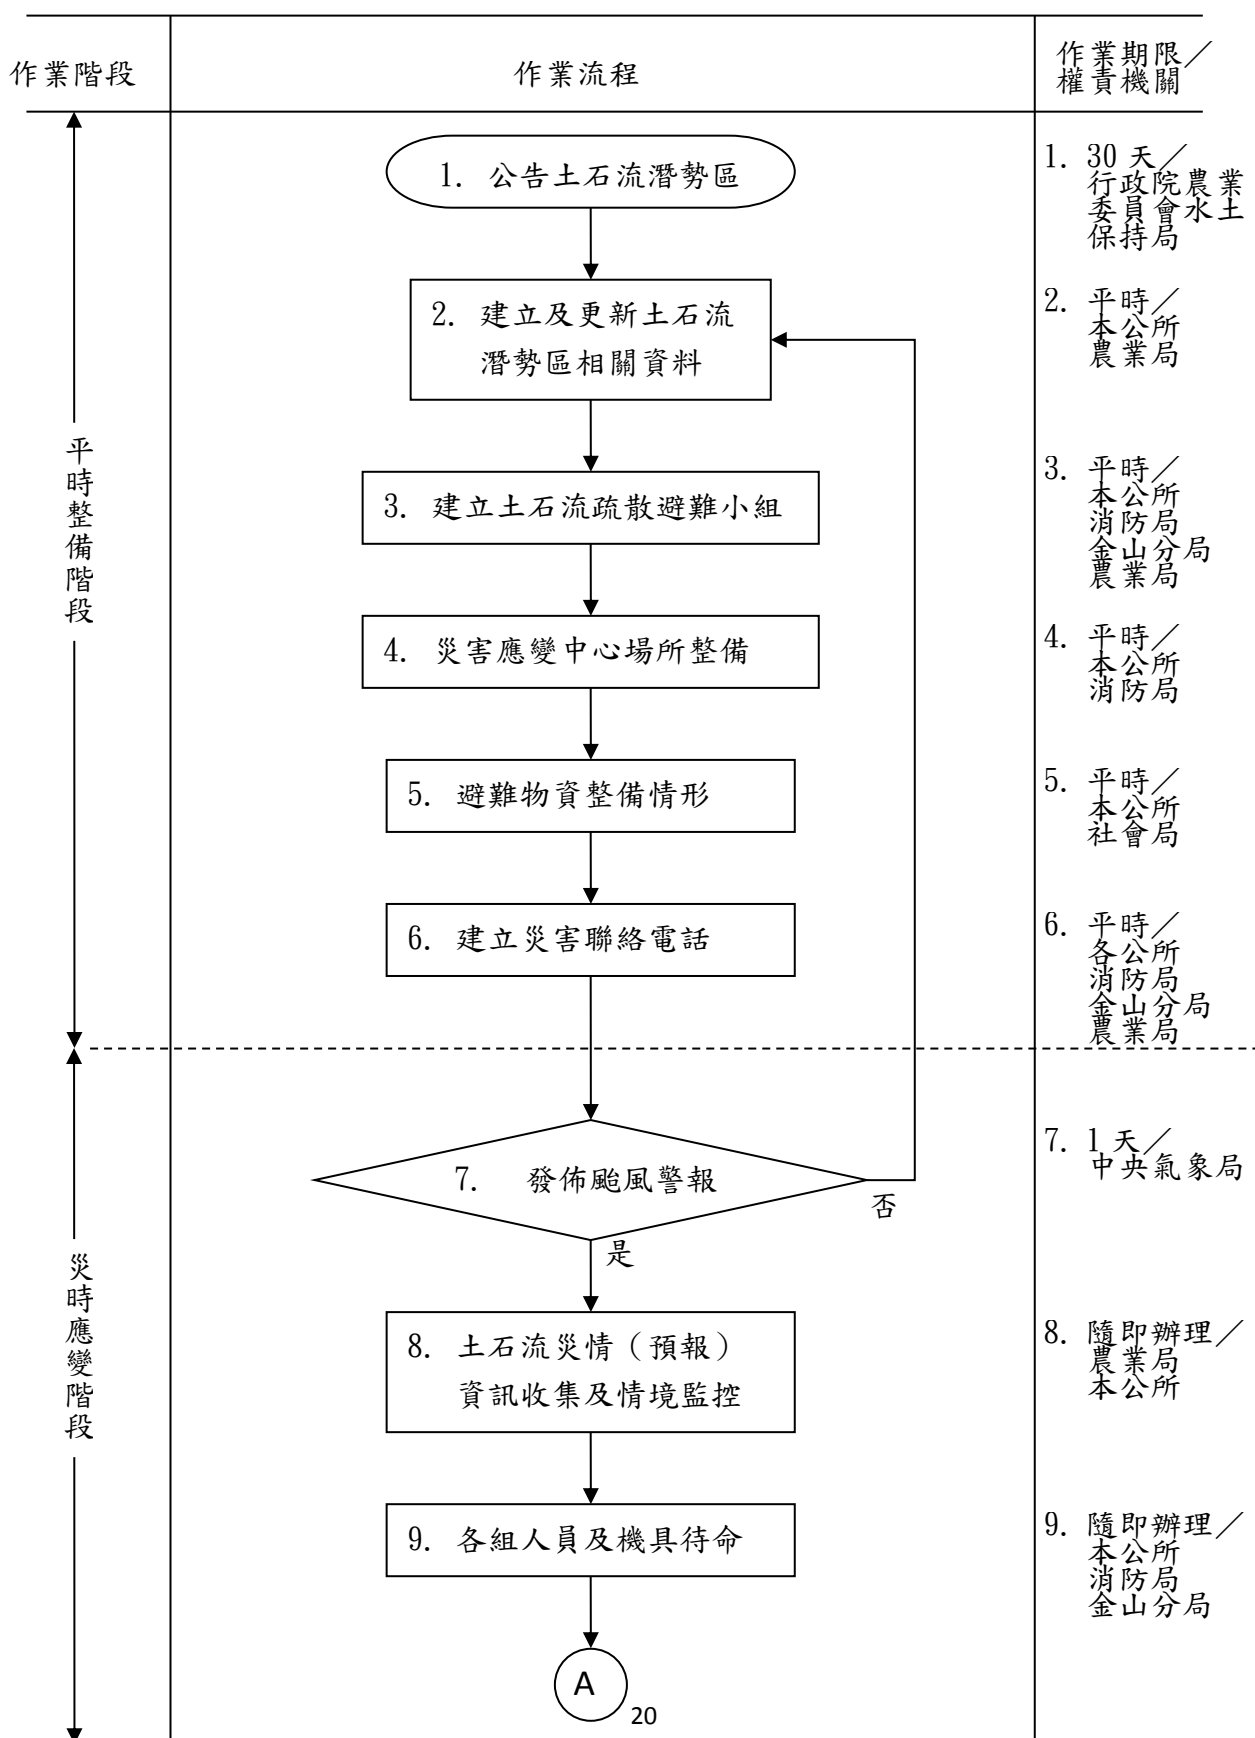 作業階段
作業流程
作業期限／
權責機關
平時整備階段
1. 公告土石流潛勢區
1. 30 天／
行政院農業
委員會水土
保持局
2. 建立及更新土石流
潛勢區相關資料
2. 平時／
本公所
農業局
3. 建立土石流疏散避難小組
3. 平時／
本公所
消防局
金山分局
農業局
4. 災害應變中心場所整備
4. 平時／
本公所
消防局
5. 避難物資整備情形
5. 平時／
本公所
社會局
6. 建立災害聯絡電話
6. 平時／
各公所
消防局
金山分局
農業局
災時應變階段
7. 發佈颱風警報
否
是
7. 1 天／
中央氣象局
8. 土石流災情（預報）
資訊收集及情境監控
8. 隨即辦理／
農業局
本公所
9. 各組人員及機具待命
9. 隨即辦理／
本公所
消防局
金山分局
A
20